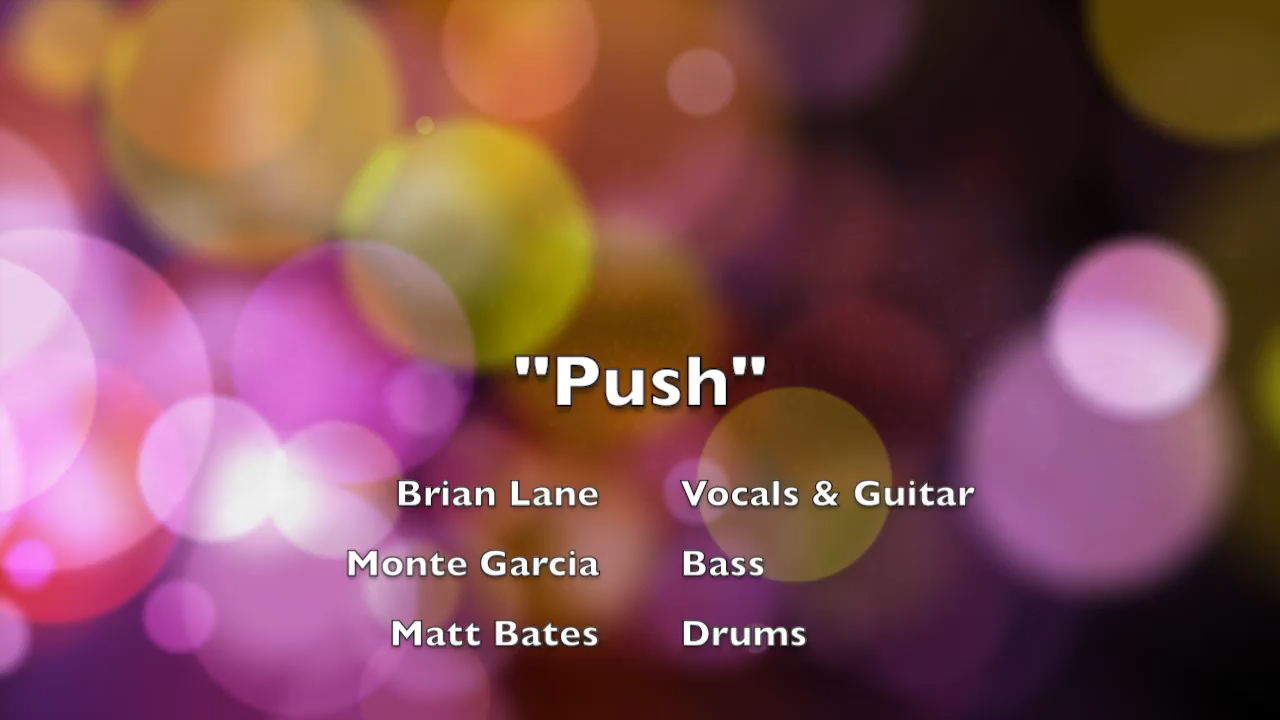 "Push"
Brian Lane Vocals & Guitar
Monte Garcia Bass
Matt Bates Drums